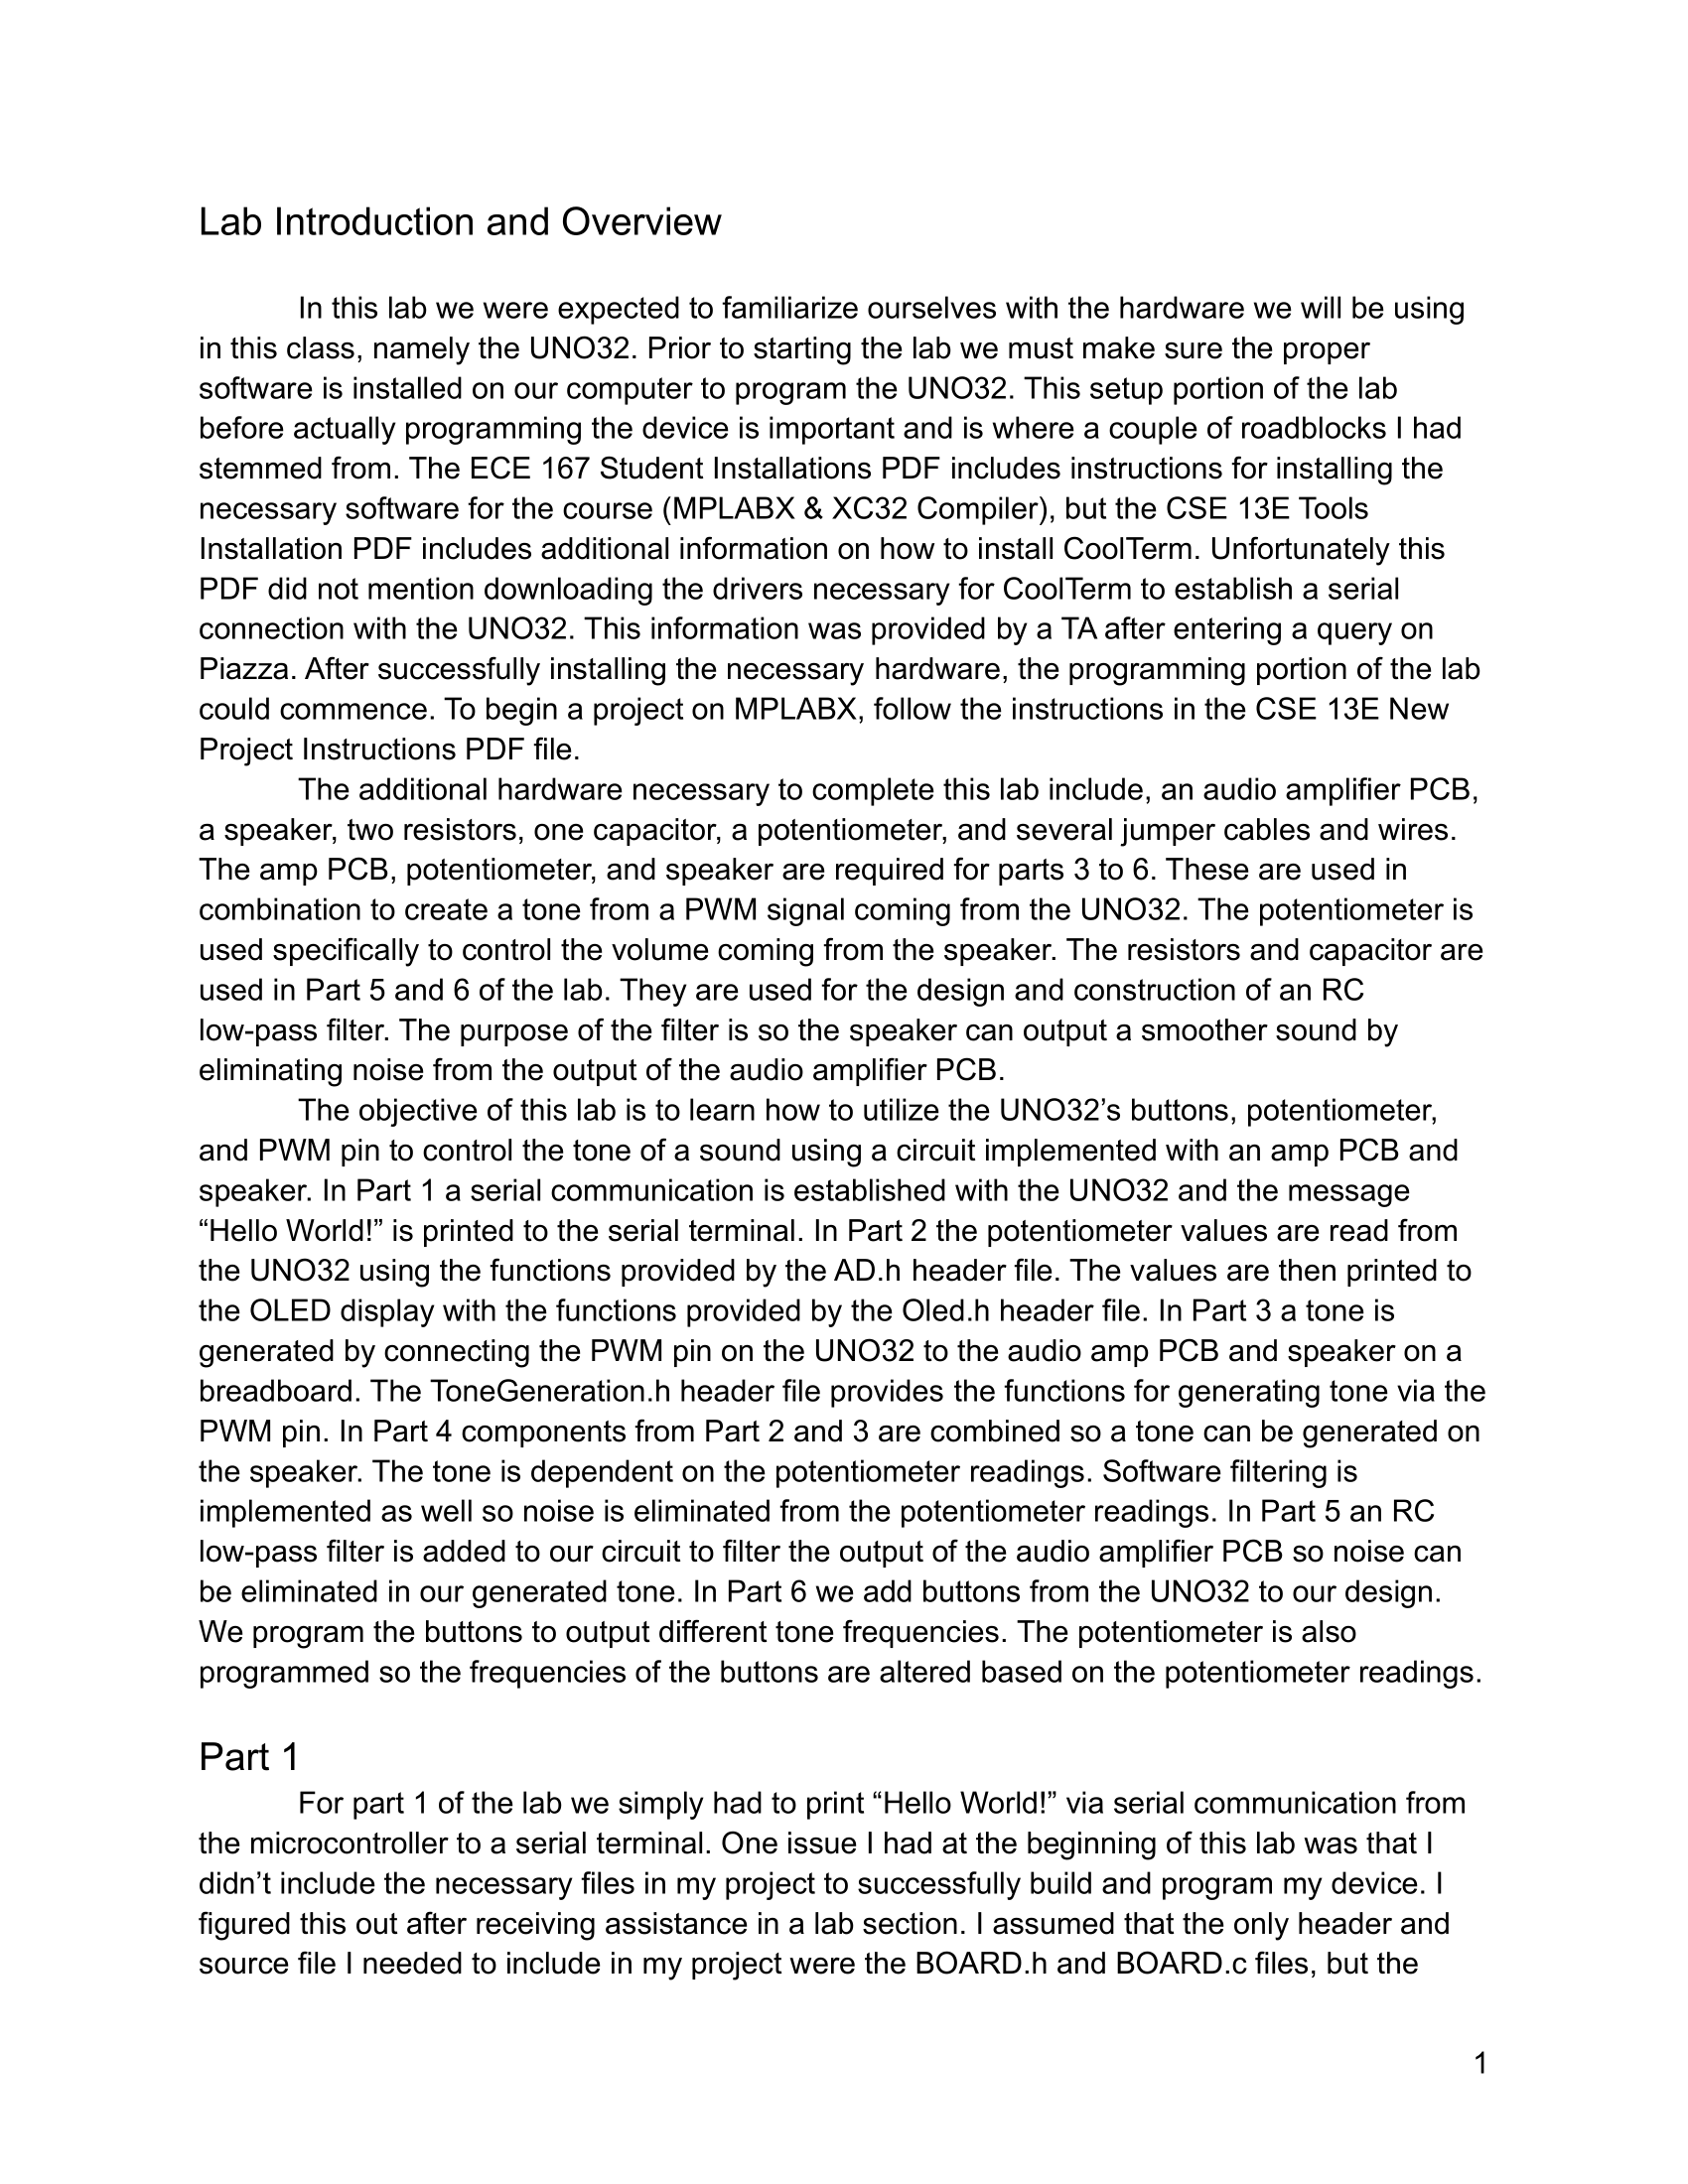 Lab Introduction and Overview
In this lab we were expected to familiarize ourselves with the hardware we will be using
in this class, namely the UNO32. Prior to starting the lab we must make sure the proper
software is installed on our computer to program the UNO32. This setup portion of the lab
before actually programming the device is important and is where a couple of roadblocks I had
stemmed from. The ECE 167 Student Installations PDF includes instructions for installing the
necessary software for the course (MPLABX & XC32 Compiler), but the CSE 13E Tools
Installation PDF includes additional information on how to install CoolTerm. Unfortunately this
PDF did not mention downloading the drivers necessary for CoolTerm to establish a serial
connection with the UNO32. This information was provided by a TA after entering a query on
Piazza. After successfully installing the necessary hardware, the programming portion of the lab
could commence. To begin a project on MPLABX, follow the instructions in the CSE 13E New
Project Instructions PDF file.
The additional hardware necessary to complete this lab include, an audio amplifier PCB,
a speaker, two resistors, one capacitor, a potentiometer, and several jumper cables and wires.
The amp PCB, potentiometer, and speaker are required for parts 3 to 6. These are used in
combination to create a tone from a PWM signal coming from the UNO32. The potentiometer is
used specifically to control the volume coming from the speaker. The resistors and capacitor are
used in Part 5 and 6 of the lab. They are used for the design and construction of an RC
low-pass filter. The purpose of the filter is so the speaker can output a smoother sound by
eliminating noise from the output of the audio amplifier PCB.
The objective of this lab is to learn how to utilize the UNO32’s buttons, potentiometer,
and PWM pin to control the tone of a sound using a circuit implemented with an amp PCB and
speaker. In Part 1 a serial communication is established with the UNO32 and the message
“Hello World!” is printed to the serial terminal. In Part 2 the potentiometer values are read from
the UNO32 using the functions provided by the AD.h header file. The values are then printed to
the OLED display with the functions provided by the Oled.h header file. In Part 3 a tone is
generated by connecting the PWM pin on the UNO32 to the audio amp PCB and speaker on a
breadboard. The ToneGeneration.h header file provides the functions for generating tone via the
PWM pin. In Part 4 components from Part 2 and 3 are combined so a tone can be generated on
the speaker. The tone is dependent on the potentiometer readings. Software filtering is
implemented as well so noise is eliminated from the potentiometer readings. In Part 5 an RC
low-pass filter is added to our circuit to filter the output of the audio amplifier PCB so noise can
be eliminated in our generated tone. In Part 6 we add buttons from the UNO32 to our design.
We program the buttons to output different tone frequencies. The potentiometer is also
programmed so the frequencies of the buttons are altered based on the potentiometer readings.
Part 1
For part 1 of the lab we simply had to print “Hello World!” via serial communication from
the microcontroller to a serial terminal. One issue I had at the beginning of this lab was that I
didn’t include the necessary files in my project to successfully build and program my device. I
figured this out after receiving assistance in a lab section. I assumed that the only header and
source file I needed to include in my project were the BOARD.h and BOARD.c files, but the
1